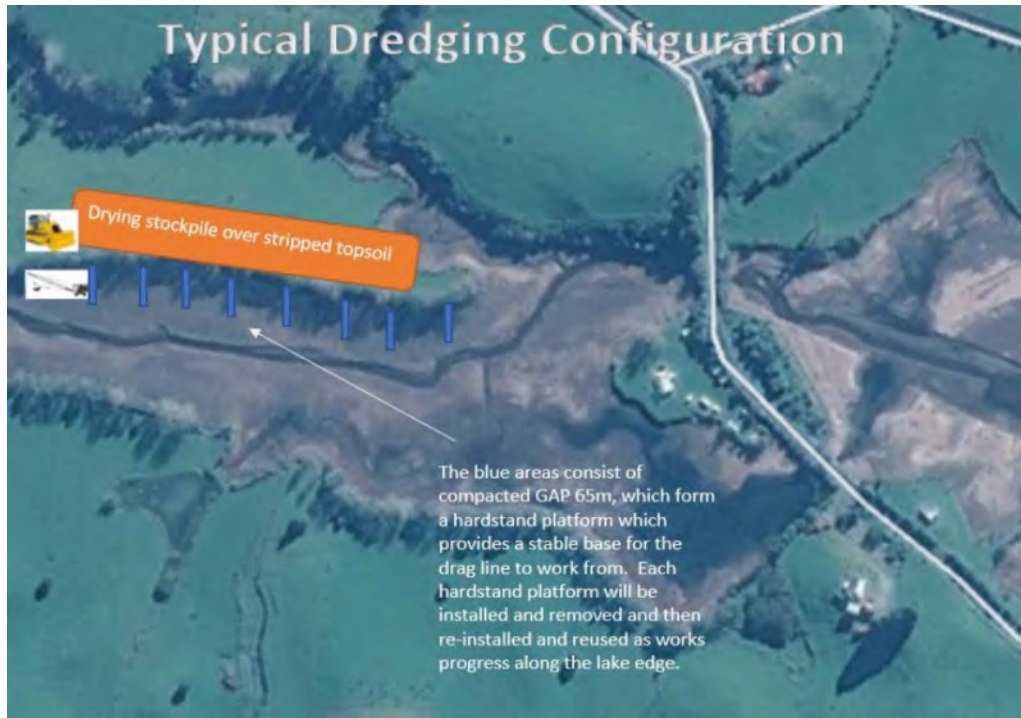 Typical Dredging Configuration
Drying stockpile over stripped topsoil
The blue areas consist of
compacted GAP 65m, which form
a hardstand platform which
provides a stable base for the
drag line to work from.  Each
hardstand platform will be
installed and removed and then
re-installed and reused as works
progress along the lake edge.